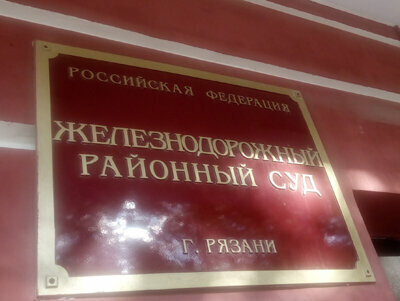 РОССИЙСКАЯ ФЕДЕРАЦИЯ
ЖЕЛЕЗНОДОРОЖНЫЙ
РАЙОННЫЙ СУД
Г. РЯЗАНИ